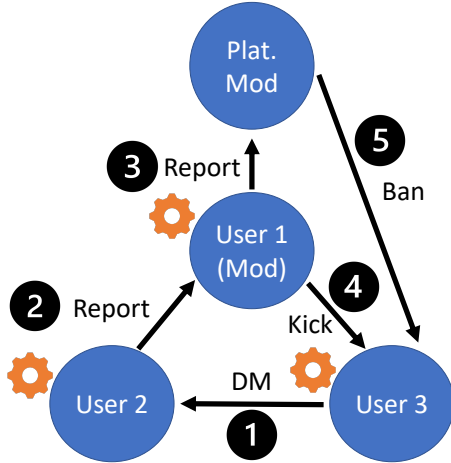 Plat.
Mod
5
3 Report
Ban
User 1
(Mod)
2 Report
4
Kick
DM
User 2
User 3
1